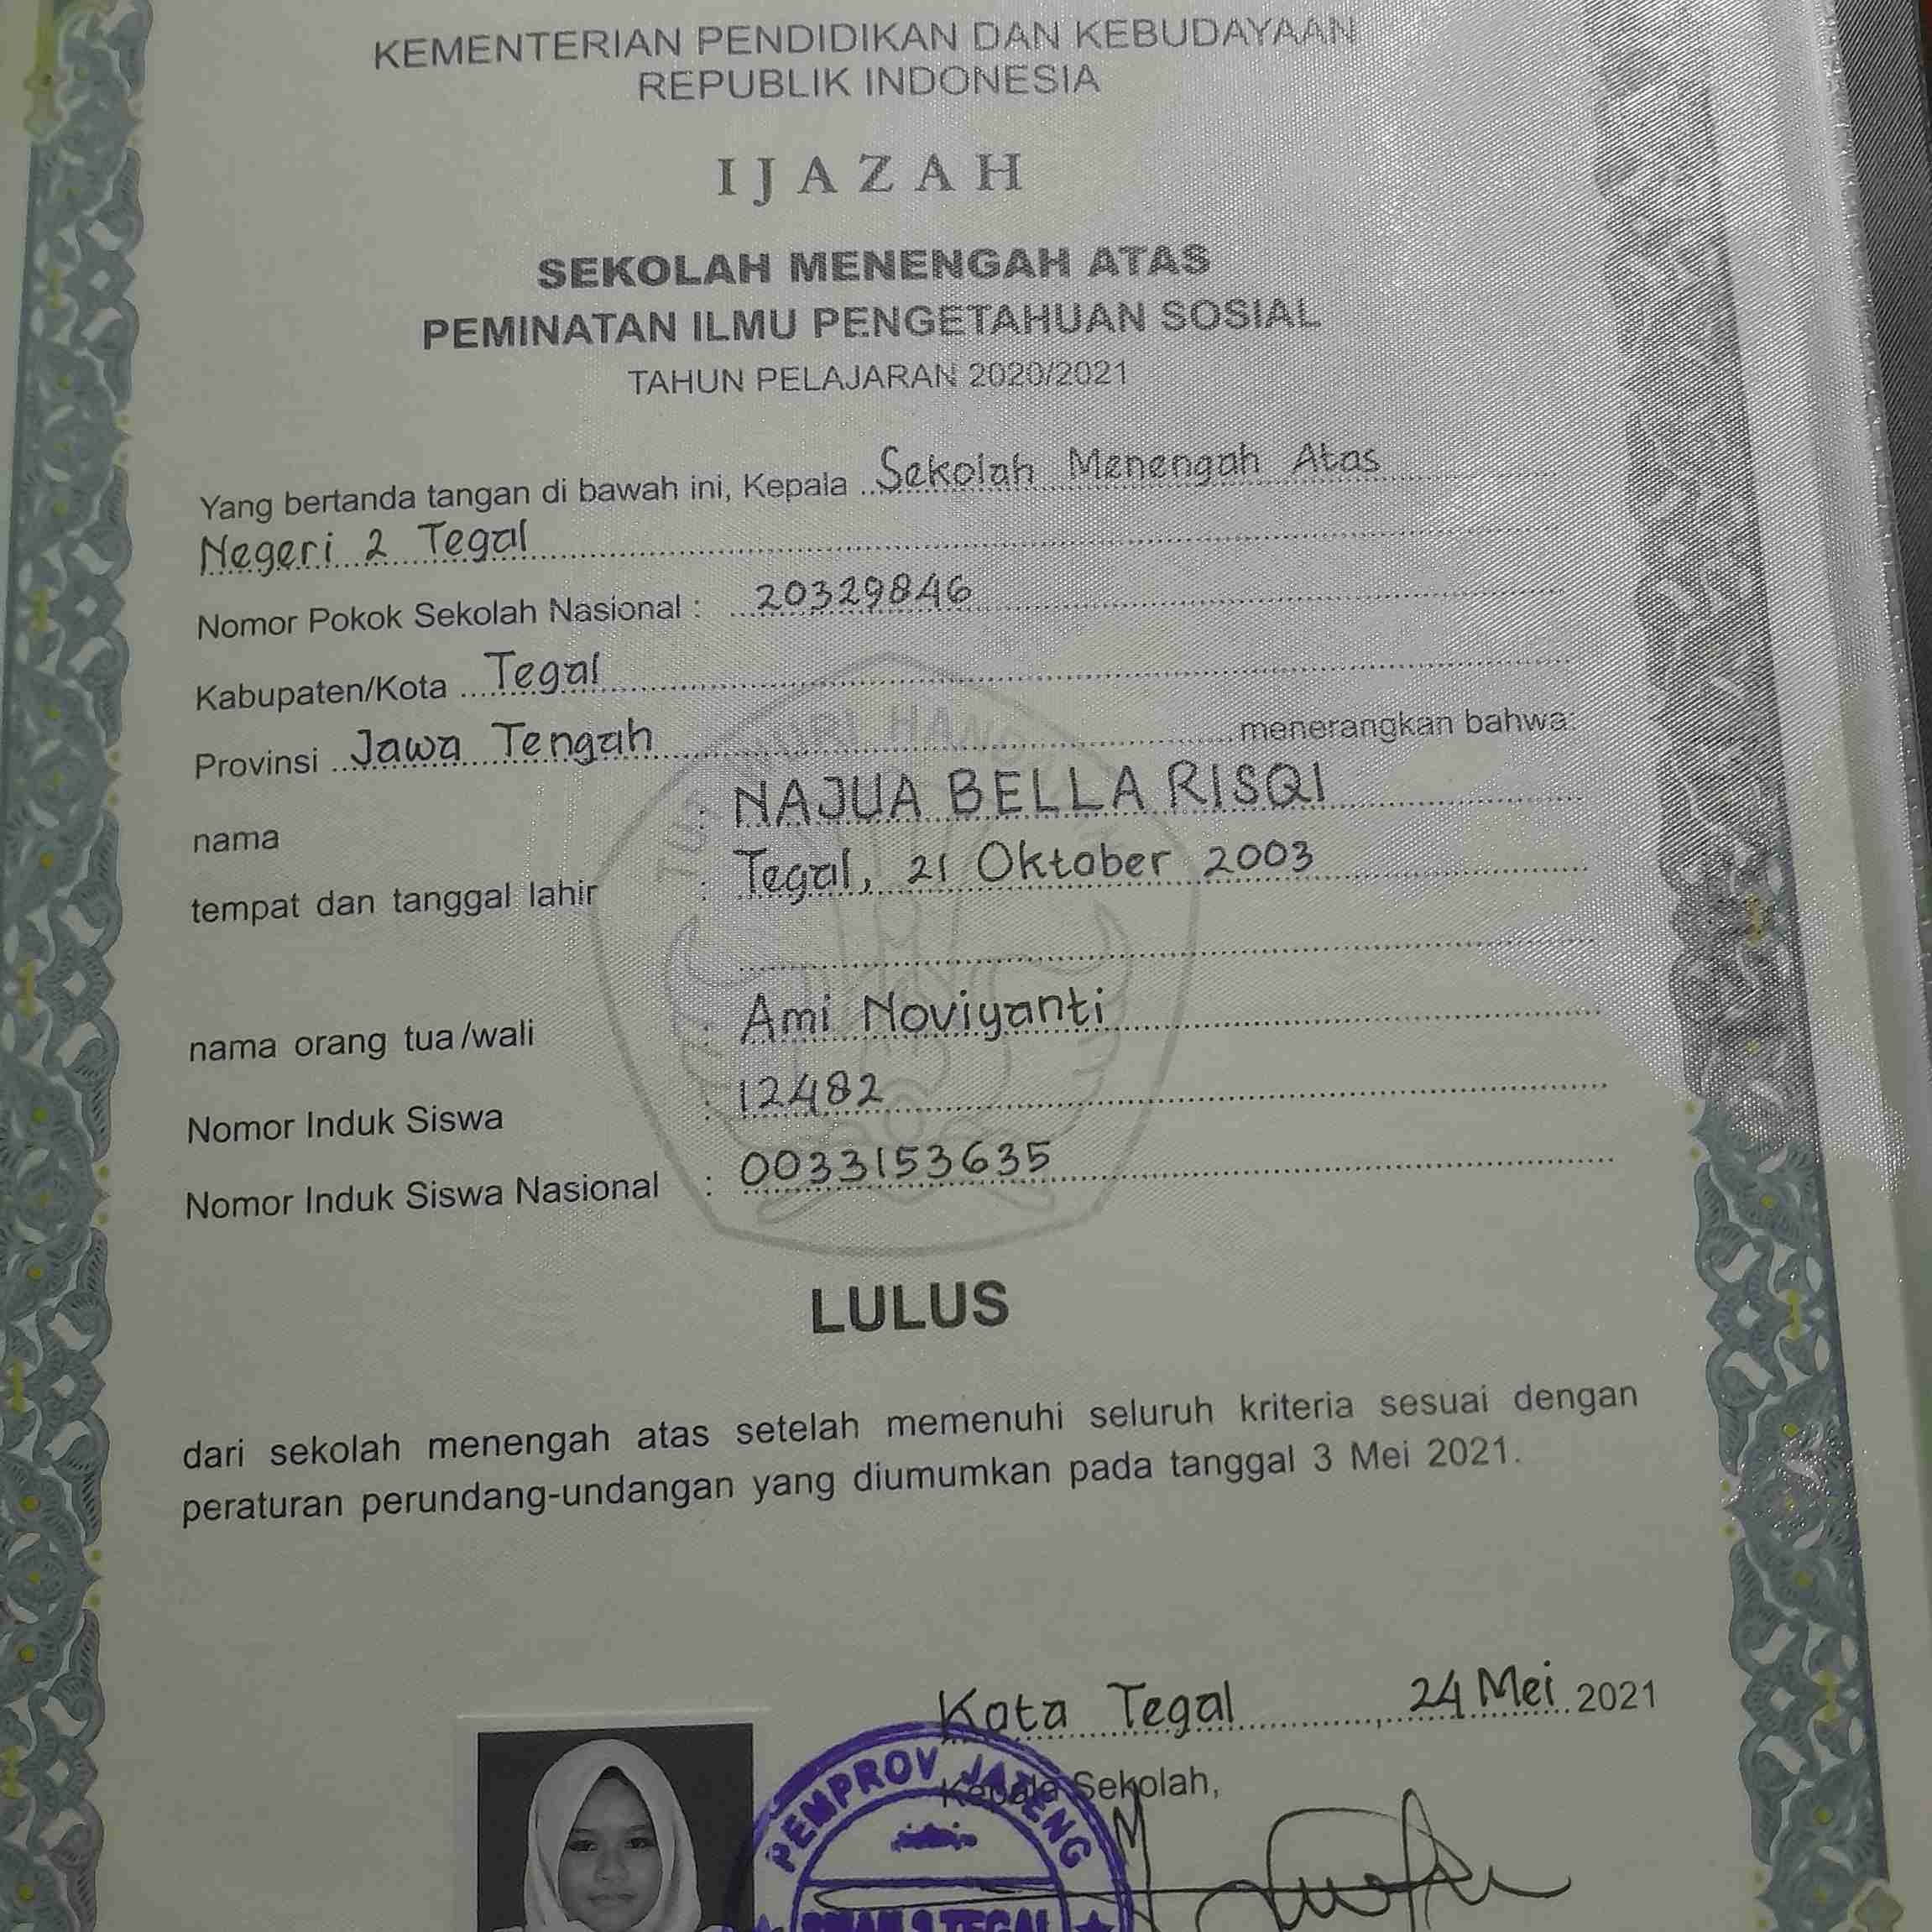 KEMENTERIAN PENDIDIKAN DAN KEBUDAYAAN
REPUBLIK INDONESIA
IJAZAH
SEKOLAH MENENGAH ATAS
PEMINATAN ILMU PENGETAHUAN SOSIAL
TAHUN PELAJARAN 2020/2021
Yang bertanda tangan di bawah ini, Kepala Sekolah Menengah Atas
Negeri 2 Tegal
Nomor Pokok Sekolah Nasional : 20329846
Kabupaten/Kota Tegal
Provinsi Jawa Tengah menerangkan bahwa:
nama : NAJUA BELLA RISQI
tempat dan tanggal lahir : Tegal, 21 Oktober 2003
nama orang tua/wali : Ami Noviyanti
Nomor Induk Siswa : 12482
Nomor Induk Siswa Nasional : 0033153635
LULUS
dari sekolah menengah atas setelah memenuhi seluruh kriteria sesuai dengan
peraturan perundang-undangan yang diumumkan pada tanggal 3 Mei 2021.
Kota Tegal, 24 Mei 2021
Kepala Sekolah,
PEMPROV JATENG
SMAN 2 TEGAL